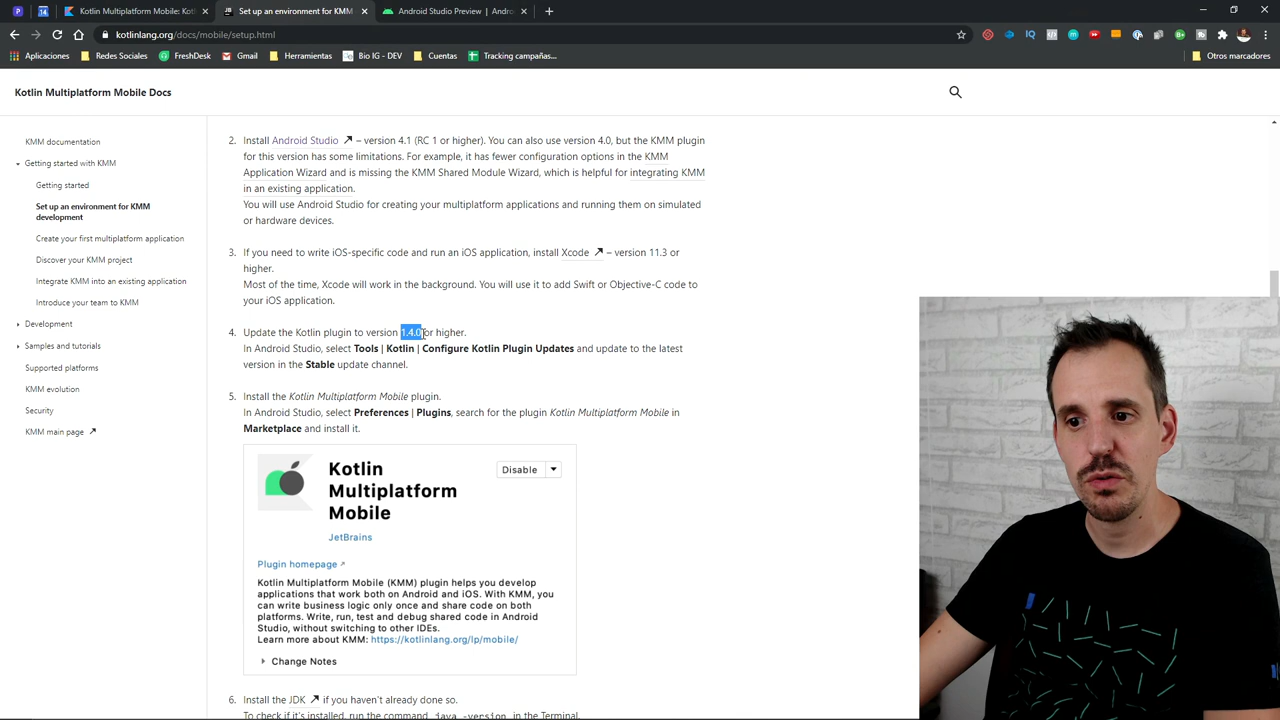 Kotlin Multiplatform Mobile: Kot
Set up an environment for KMM
Android Studio Preview | Andro
kotlinlang.org/docs/mobile/setup.html
Aplicaciones
Redes Sociales
FreshDesk
Gmail
Herramientas
Bio IG - DEV
Cuentas
Tracking campañas...
Otros marcadores
Kotlin Multiplatform Mobile Docs
KMM documentation
Getting started with KMM
Getting started
Set up an environment for KMM
development
Create your first multiplatform application
Discover your KMM project
Integrate KMM into an existing application
Introduce your team to KMM
Development
Samples and tutorials
Supported platforms
KMM evolution
Security
KMM main page
2. Install Android Studio – version 4.1 (RC 1 or higher). You can also use version 4.0, but the KMM plugin
for this version has some limitations. For example, it has fewer configuration options in the KMM
Application Wizard and is missing the KMM Shared Module Wizard, which is helpful for integrating KMM
in an existing application.
You will use Android Studio for creating your multiplatform applications and running them on simulated
or hardware devices.
3. If you need to write iOS-specific code and run an iOS application, install Xcode – version 11.3 or
higher.
Most of the time, Xcode will work in the background. You will use it to add Swift or Objective-C code to
your iOS application.
4. Update the Kotlin plugin to version 1.4.0 or higher.
In Android Studio, select Tools | Kotlin | Configure Kotlin Plugin Updates and update to the latest
version in the Stable update channel.
5. Install the Kotlin Multiplatform Mobile plugin.
In Android Studio, select Preferences | Plugins, search for the plugin Kotlin Multiplatform Mobile in
Marketplace and install it.
Kotlin
Multiplatform
Mobile
Disable
JetBrains
Plugin homepage
Kotlin Multiplatform Mobile (KMM) plugin helps you develop
applications that work both on Android and iOS. With KMM, you
can write business logic only once and share code on both
platforms. Write, run, test and debug shared code in Android
Studio, without switching to other IDEs.
Learn more about KMM: https://kotlinlang.org/lp/mobile/
Change Notes
6. Install the JDK if you haven't already done so.
To check if it's installed, run the command java -version in the Terminal.